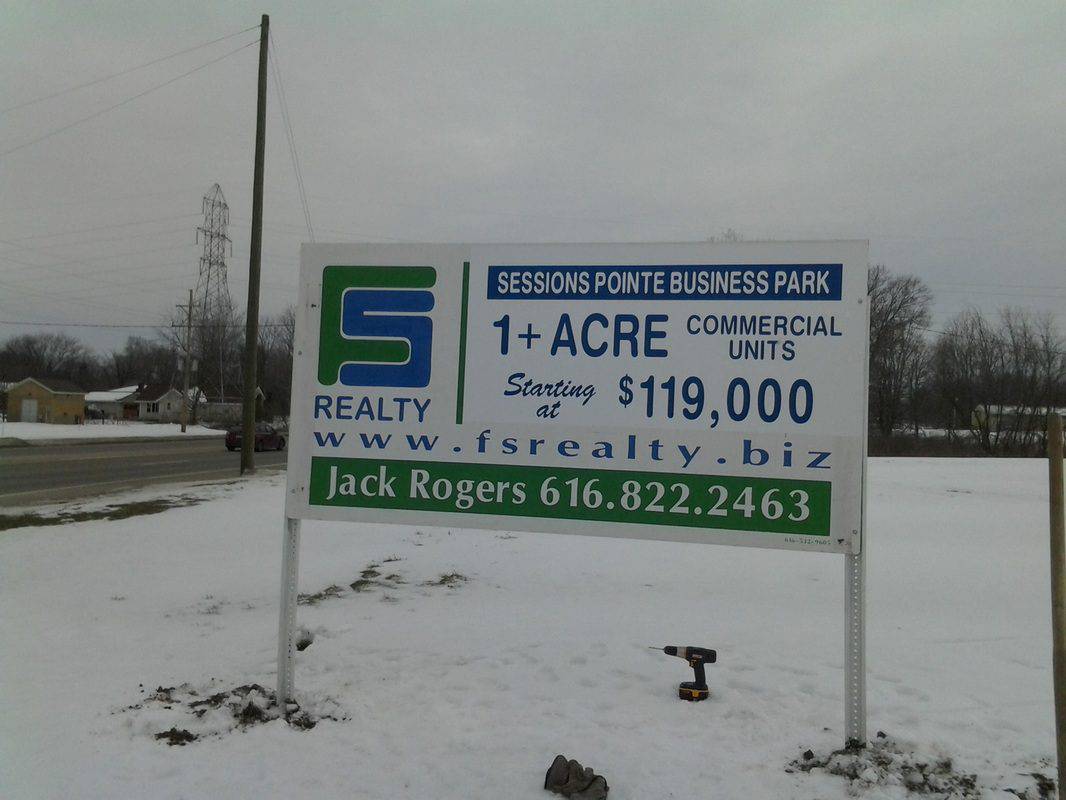 FS
REALTY
SESSIONS POINTE BUSINESS PARK
1+ ACRE COMMERCIAL UNITS
Starting at $119,000
www.fsrealty.biz
Jack Rogers 616.822.2463